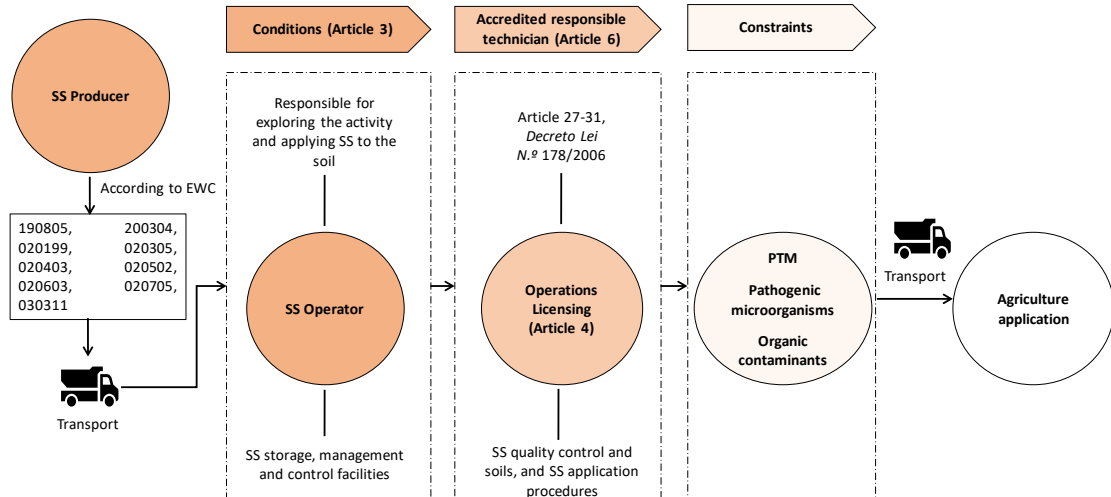 SS Producer
According to EWC
190805, 200304,
020199, 020305,
020403, 020502,
020603, 020705,
030311
Transport
Conditions (Article 3)
Responsible for
exploring the activity
and applying SS to the
soil
SS Operator
SS storage, management
and control facilities
Accredited responsible
technician (Article 6)
Article 27-31,
Decreto Lei
N.º 178/2006
Operations
Licensing
(Article 4)
SS quality control and
soils, and SS application
procedures
Constraints
PTM
Pathogenic
microorganisms
Organic
contaminants
Transport
Agriculture
application